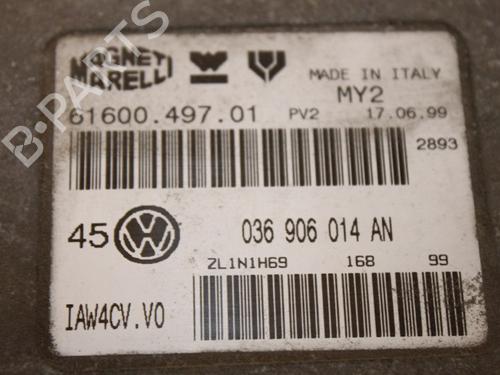 MAGNETI
MARELLI
MADE IN ITALY
MY2
61600.497.01 PV2 17.06.99
2893
45 036 906 014 AN
ZL1N1H69 168 99
IAW4CV.V0
B-PARTS